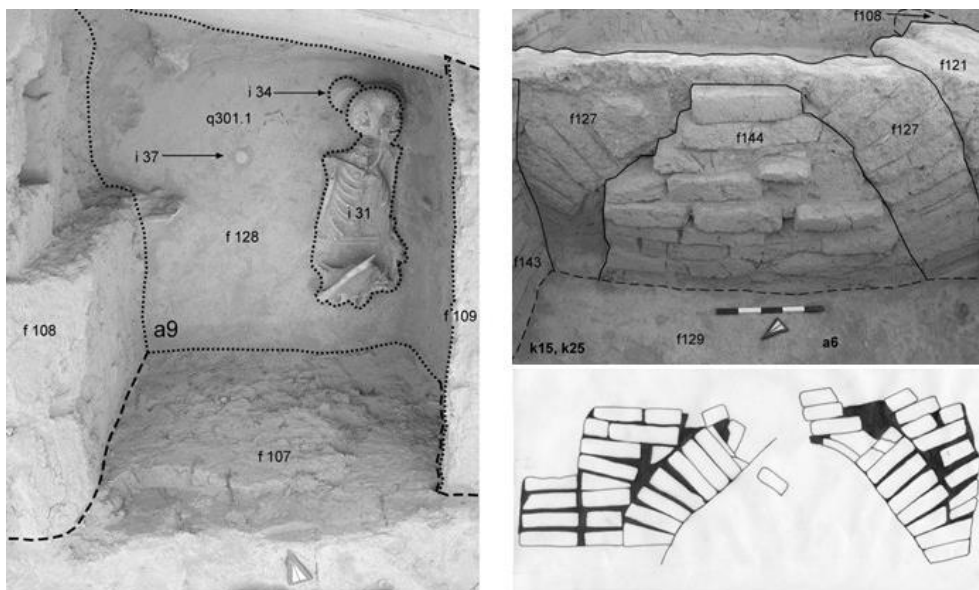 i 34
q301.1
i 37
i 31
f 128
f 108
f 109
a9
f 107
f108
f121
f127
f144
f127
f143
f129
k15, k25
a6